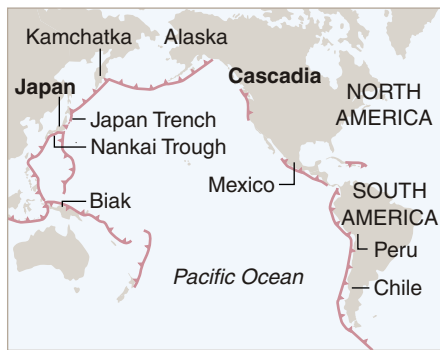 Kamchatka
Alaska
Japan
Cascadia
NORTH
AMERICA
Japan Trench
Nankai Trough
Mexico
SOUTH
AMERICA
Biak
Peru
Pacific Ocean
Chile